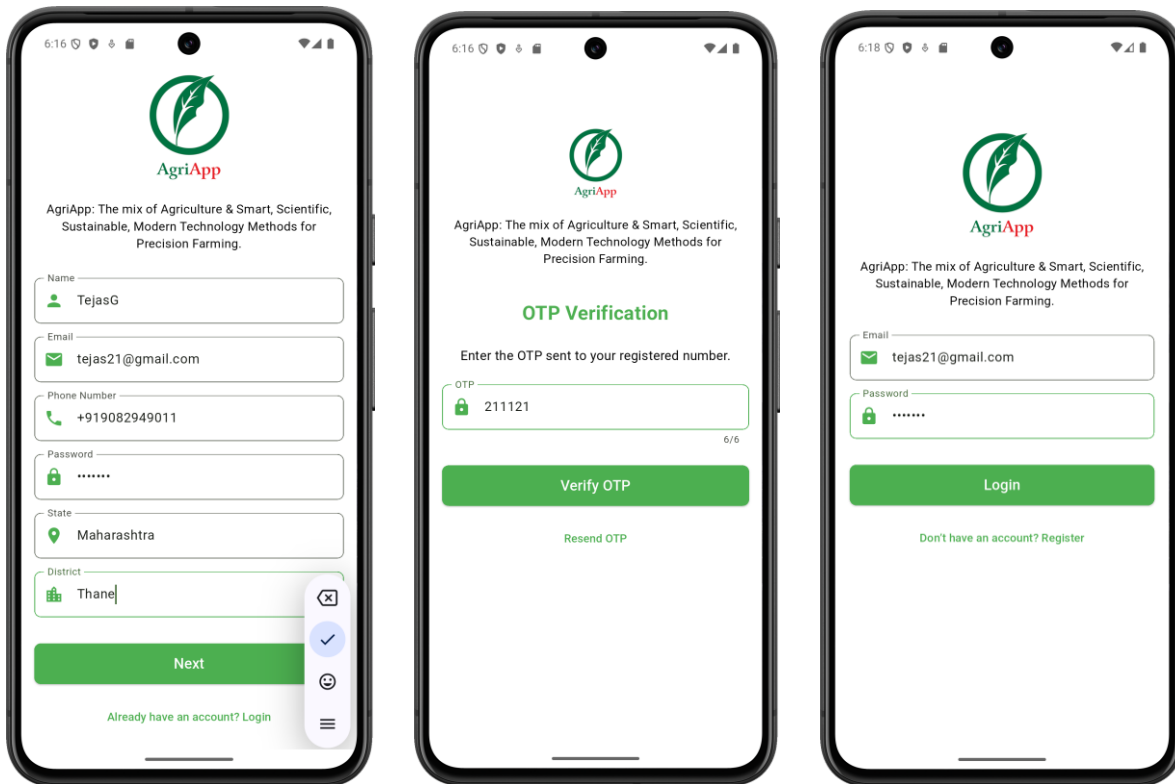 6:16
AgriApp
AgriApp: The mix of Agriculture & Smart, Scientific,
Sustainable, Modern Technology Methods for
Precision Farming.
Name
TejasG
Email
tejas21@gmail.com
Phone Number
+919082949011
Password
•••••••
State
Maharashtra
District
Thane
Next
Already have an account? Login
6:16
AgriApp
AgriApp: The mix of Agriculture & Smart, Scientific,
Sustainable, Modern Technology Methods for
Precision Farming.
OTP Verification
Enter the OTP sent to your registered number.
OTP
211121
6/6
Verify OTP
Resend OTP
6:18
AgriApp
AgriApp: The mix of Agriculture & Smart, Scientific,
Sustainable, Modern Technology Methods for
Precision Farming.
Email
tejas21@gmail.com
Password
•••••••
Login
Don't have an account? Register